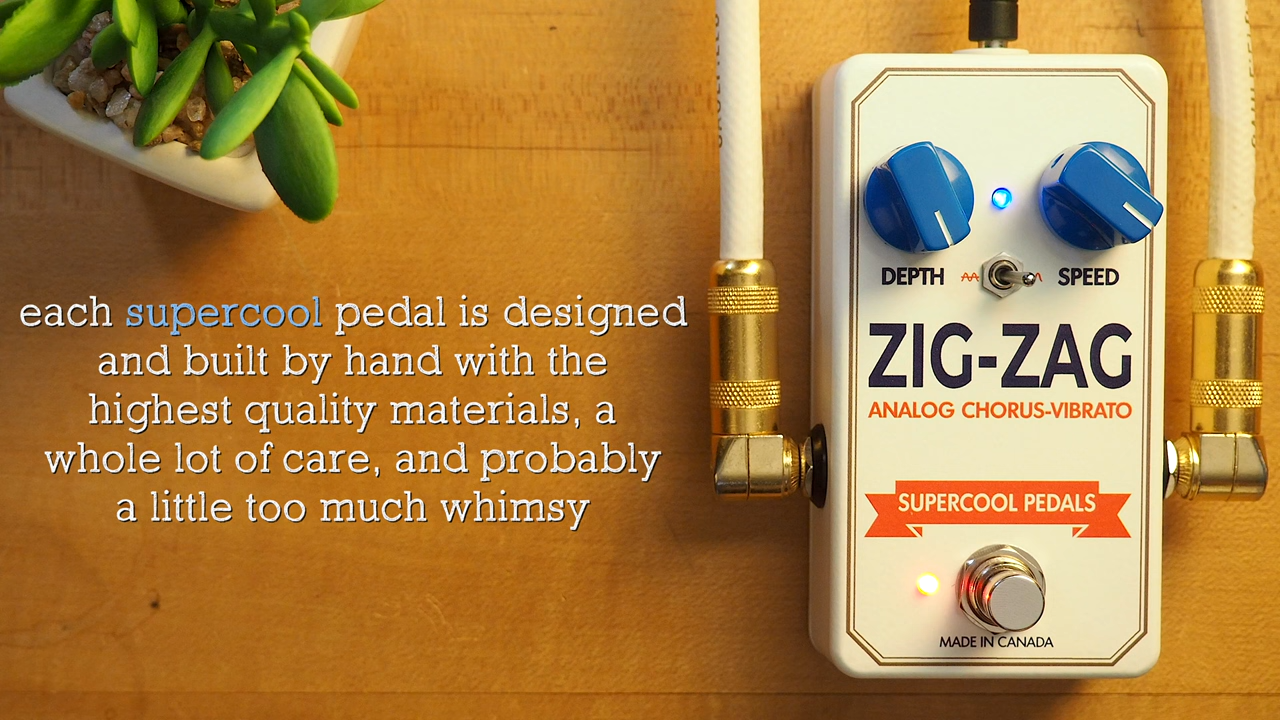 each supercool pedal is designed
and built by hand with the
highest quality materials, a
whole lot of care, and probably
a little too much whimsy
DEPTH
SPEED
ZIG-ZAG
ANALOG CHORUS-VIBRATO
SUPERCOOL PEDALS
MADE IN CANADA